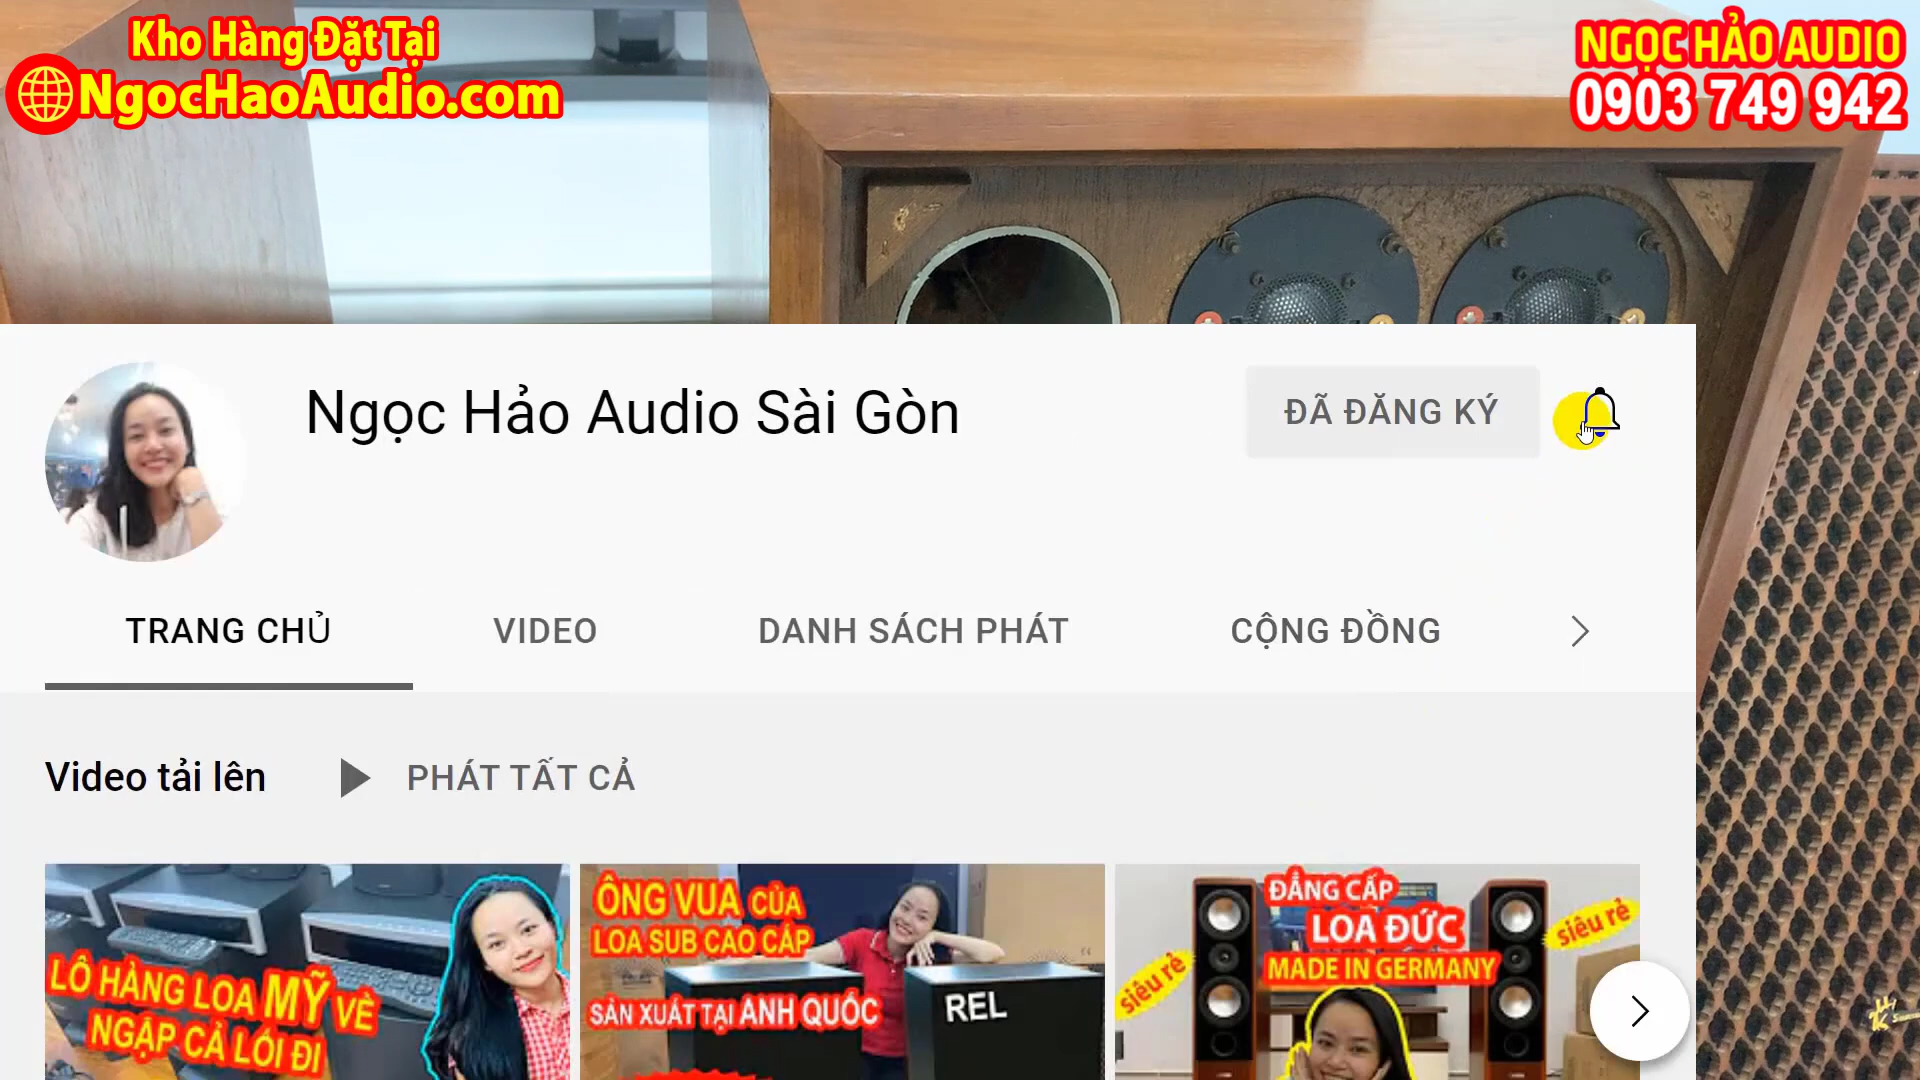 Kho Hàng Đặt Tại
NgocHaoAudio.com
NGỌC HẢO AUDIO
0903 749 942
Ngọc Hảo Audio Sài Gòn
ĐÃ ĐĂNG KÝ
TRANG CHỦ
VIDEO
DANH SÁCH PHÁT
CỘNG ĐỒNG
Video tải lên
PHÁT TẤT CẢ
LÔ HÀNG LOA MỸ VỀ
NGẬP CẢ LỐI ĐI
ÔNG VUA CỦA
LOA SUB CAO CẤP
SẢN XUẤT TẠI ANH QUỐC
REL
ĐẲNG CẤP
LOA ĐỨC
MADE IN GERMANY
siêu rẻ
siêu rẻ